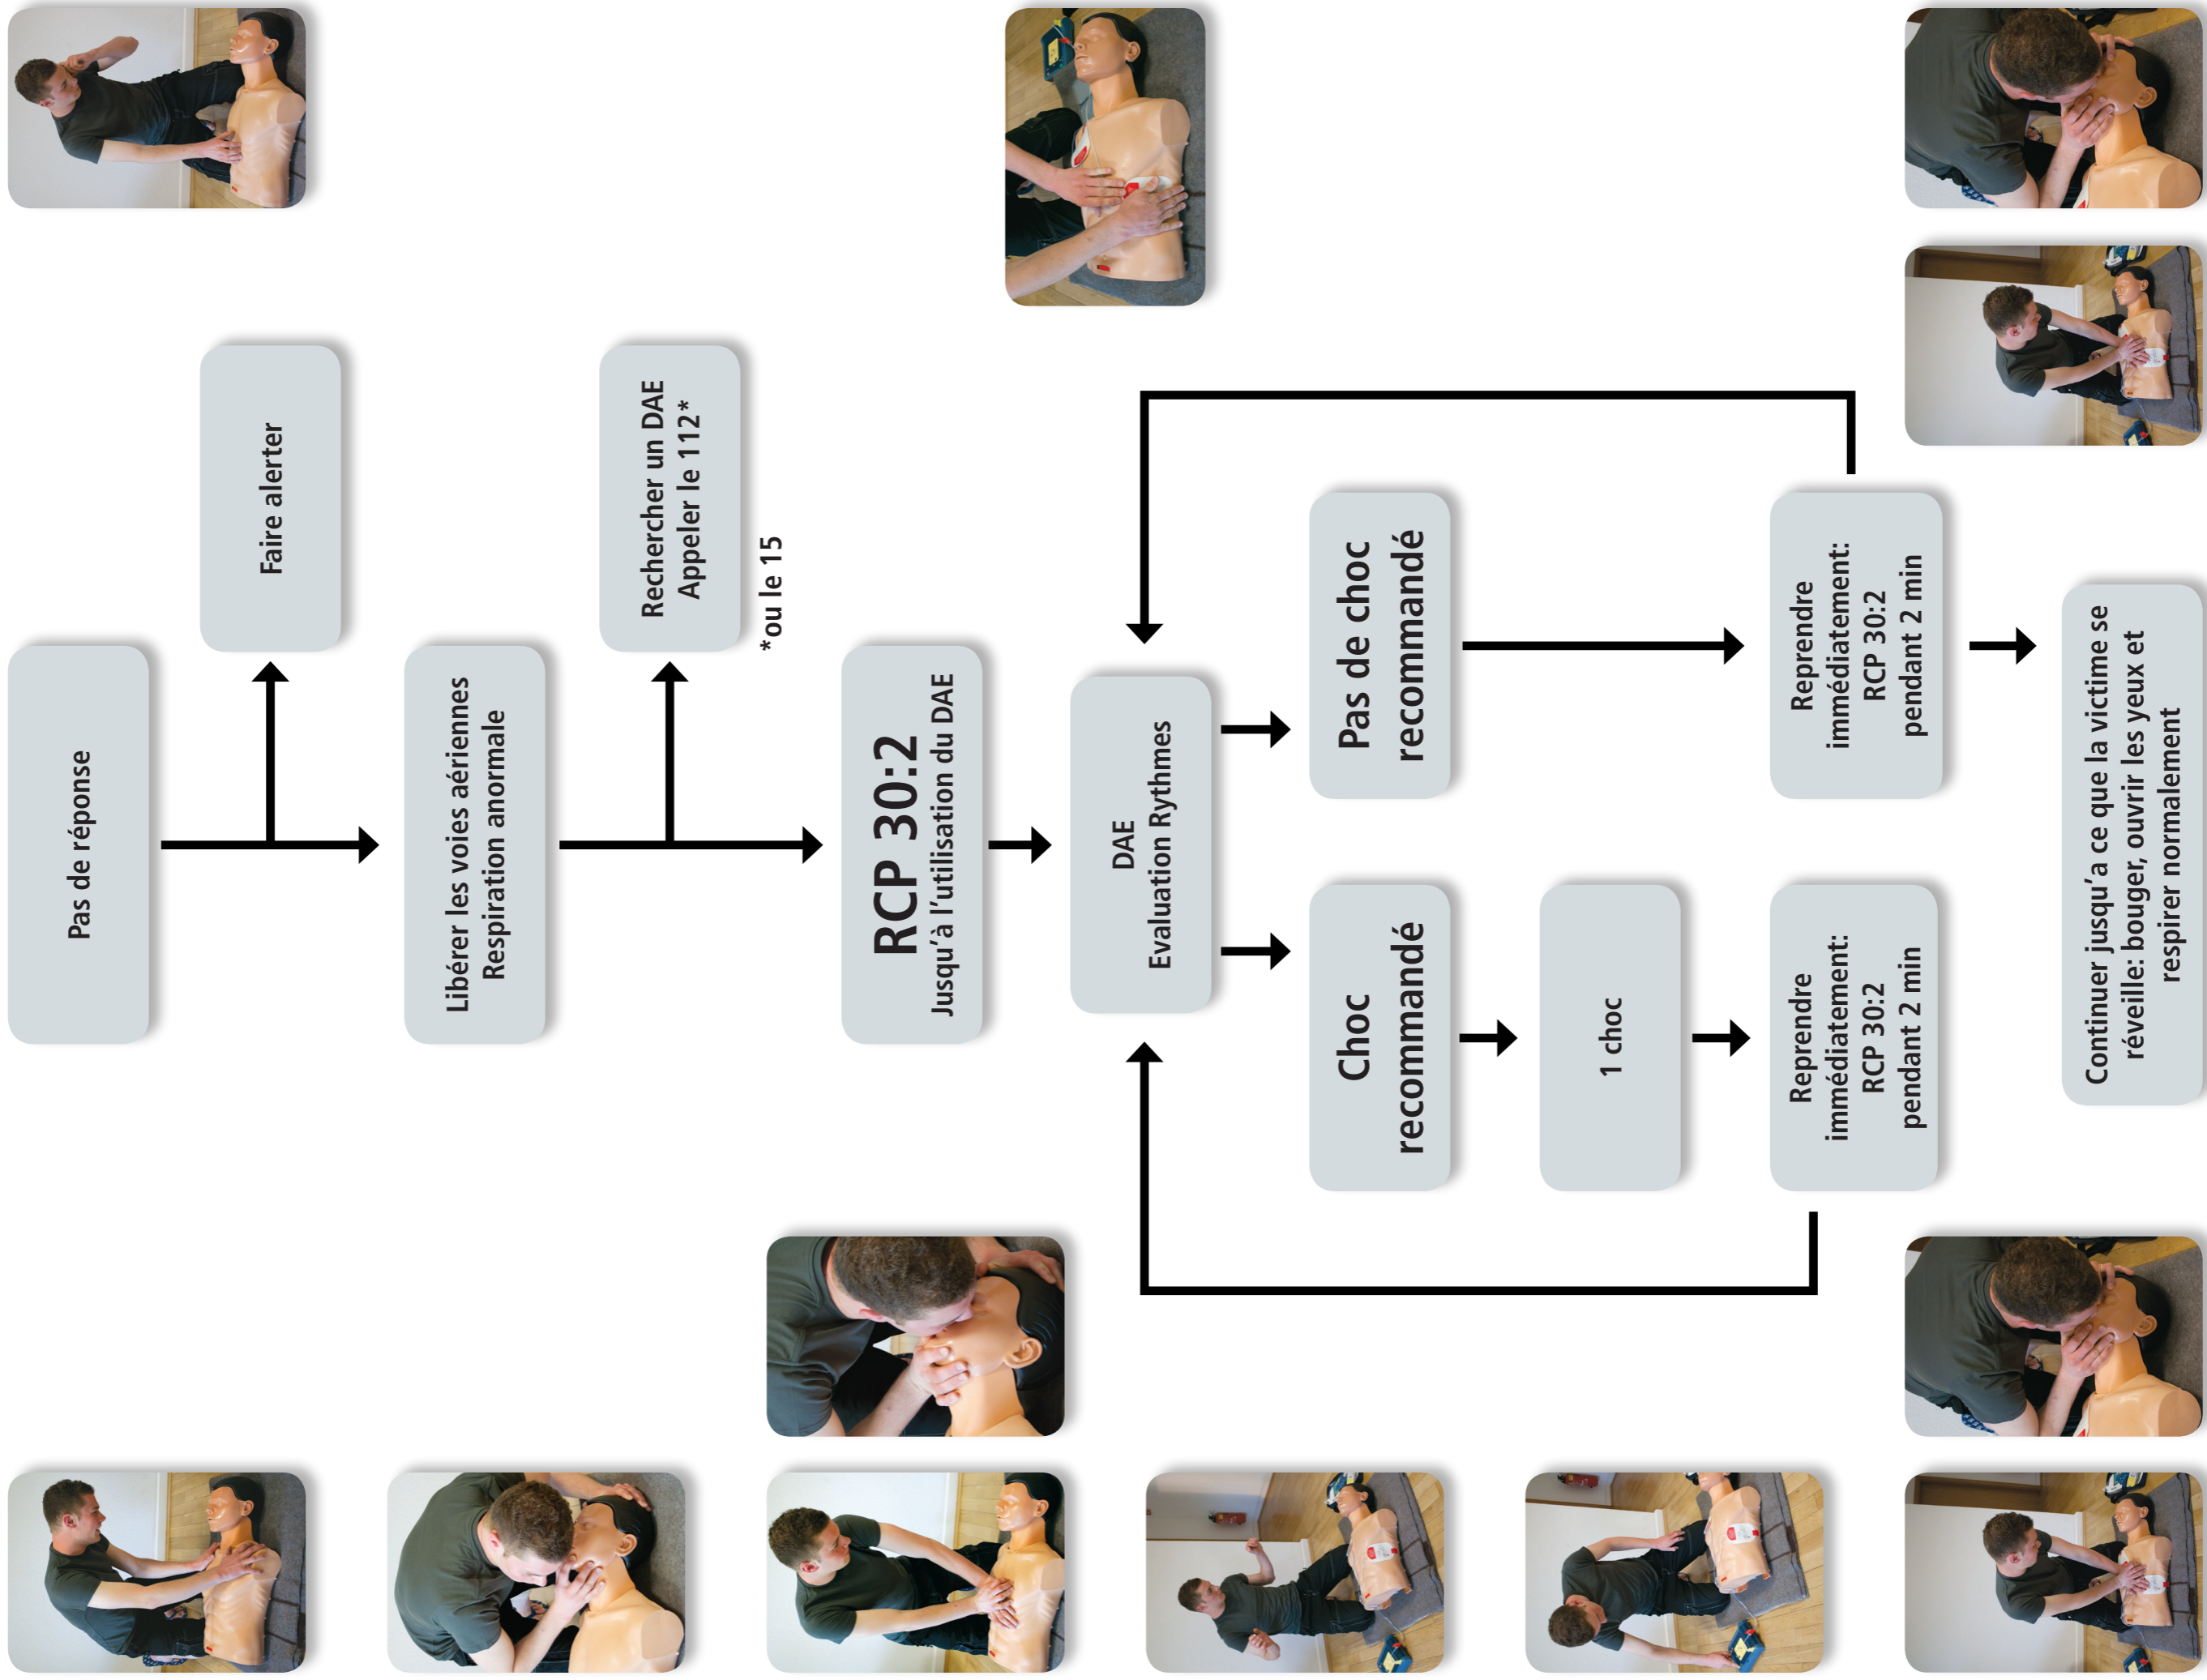 Pas de réponse
Faire alerter
Libérer les voies aériennes
Respiration anormale
Rechercher un DAE
Appeler le 112*
*ou le 15
RCP 30:2
Jusqu'à l'utilisation du DAE
DAE
Evaluation Rythmes
Choc
recommandé
Pas de choc
recommandé
1 choc
Reprendre
immédiatement:
RCP 30:2
pendant 2 min
Reprendre
immédiatement:
RCP 30:2
pendant 2 min
Continuer jusqu'a ce que la victime se
réveille: bouger, ouvrir les yeux et
respirer normalement